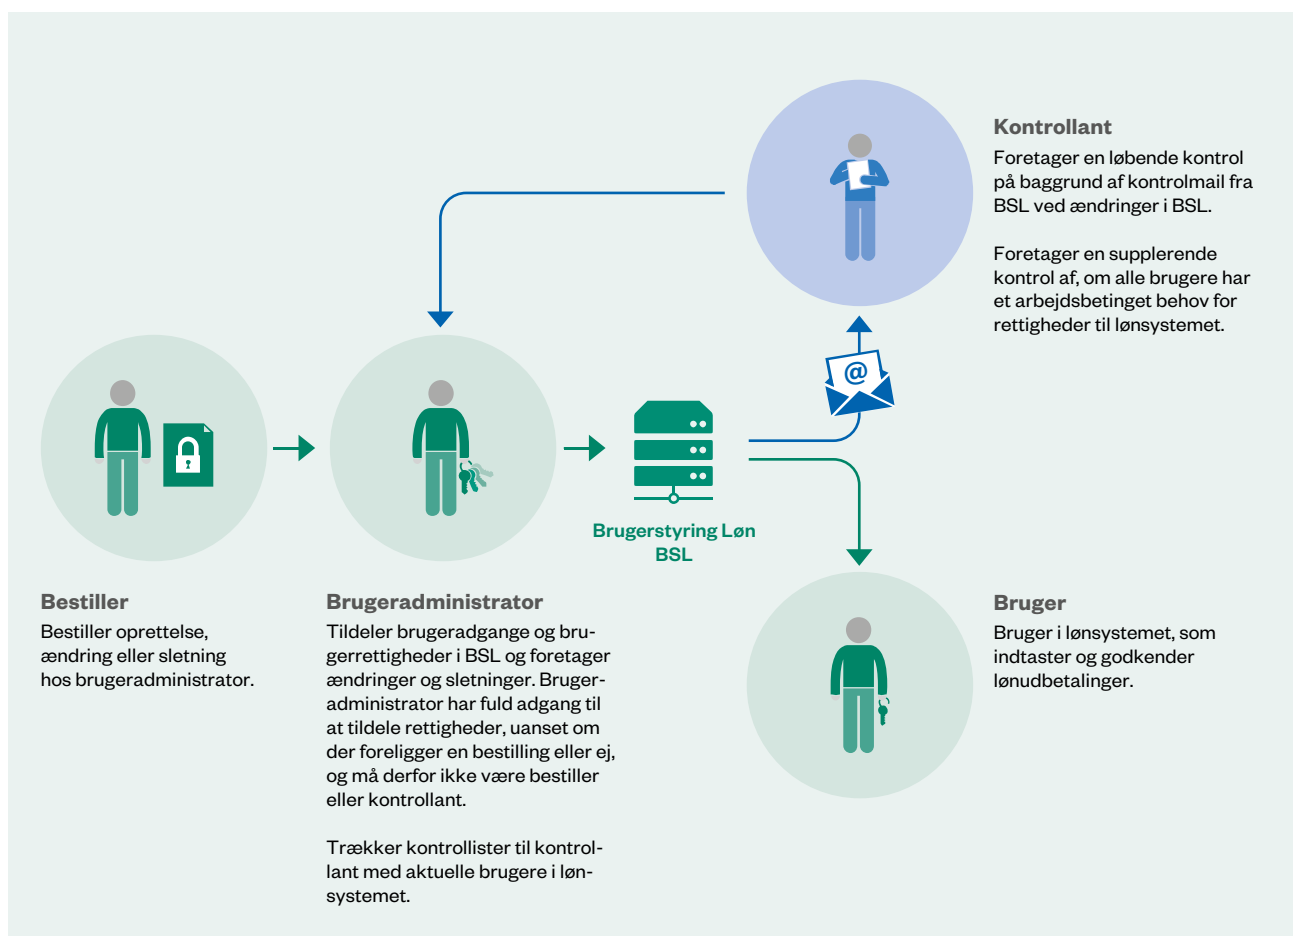 Kontrollant
Foretager en løbende kontrol
på baggrund af kontrolmail fra
BSL ved ændringer i BSL.
Foretager en supplerende
kontrol af, om alle brugere har
et arbejdsbetinget behov for
rettigheder til lønsystemet.
@
Brugerstyring Løn
BSL
Bestiller
Bestiller oprettelse,
ændring eller sletning
hos brugeradministrator.
Brugeradministrator
Tildeler brugeradgange og bru-
gerrettigheder i BSL og foretager
ændringer og sletninger. Bruger-
administrator har fuld adgang til
at tildele rettigheder, uanset om
der foreligger en bestilling eller ej,
og må derfor ikke være bestiller
eller kontrollant.
Trækker kontrollister til kontrol-
lant med aktuelle brugere i løn-
systemet.
Bruger
Bruger i lønsystemet, som
indtaster og godkender
lønudbetalinger.